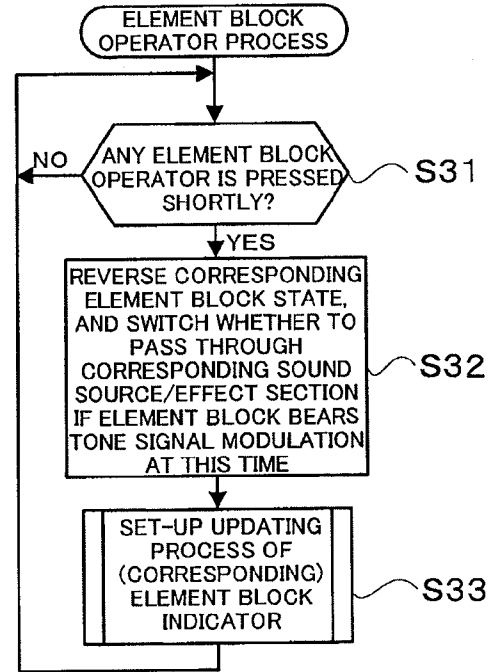 ELEMENT BLOCK
OPERATOR PROCESS
NO
ANY ELEMENT BLOCK
OPERATOR IS PRESSED
SHORTLY?
S31
YES
REVERSE CORRESPONDING
ELEMENT BLOCK STATE,
AND SWITCH WHETHER TO
PASS THROUGH
CORRESPONDING SOUND
SOURCE/EFFECT SECTION
IF ELEMENT BLOCK BEARS
TONE SIGNAL MODULATION
AT THIS TIME
S32
SET-UP UPDATING
PROCESS OF
(CORRESPONDING)
ELEMENT BLOCK
INDICATOR
S33